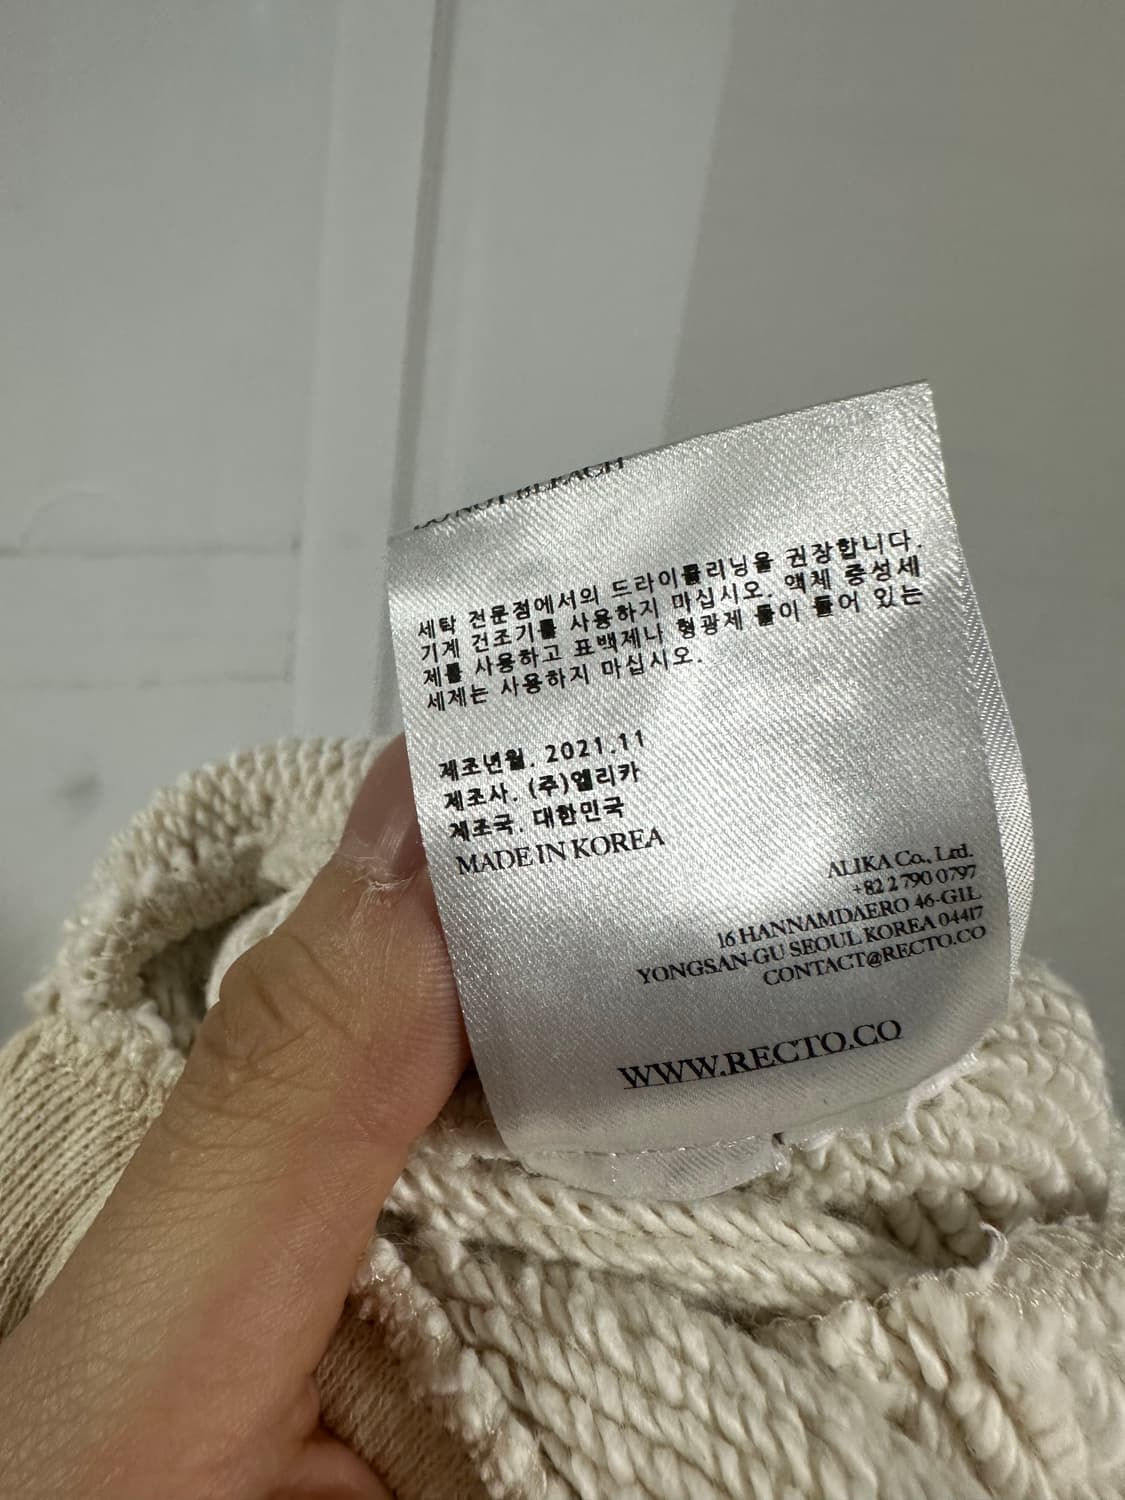 DO NOT BLEACH
세탁 전문점에서의 드라이클리닝을 권장합니다.
기계 건조기를 사용하지 마십시오. 액체 중성세
제를 사용하고 표백제나 형광제 등이 들어 있는
세제는 사용하지 마십시오.
제조년월. 2021.11
제조사. (주)엘리카
제조국. 대한민국
MADE IN KOREA
ALIKA Co., Ltd.
+82 2 790 0797
16 HANNAMDAERO 46-GIL
YONGSAN-GU SEOUL KOREA 04417
CONTACT@RECTO.CO
WWW.RECTO.CO